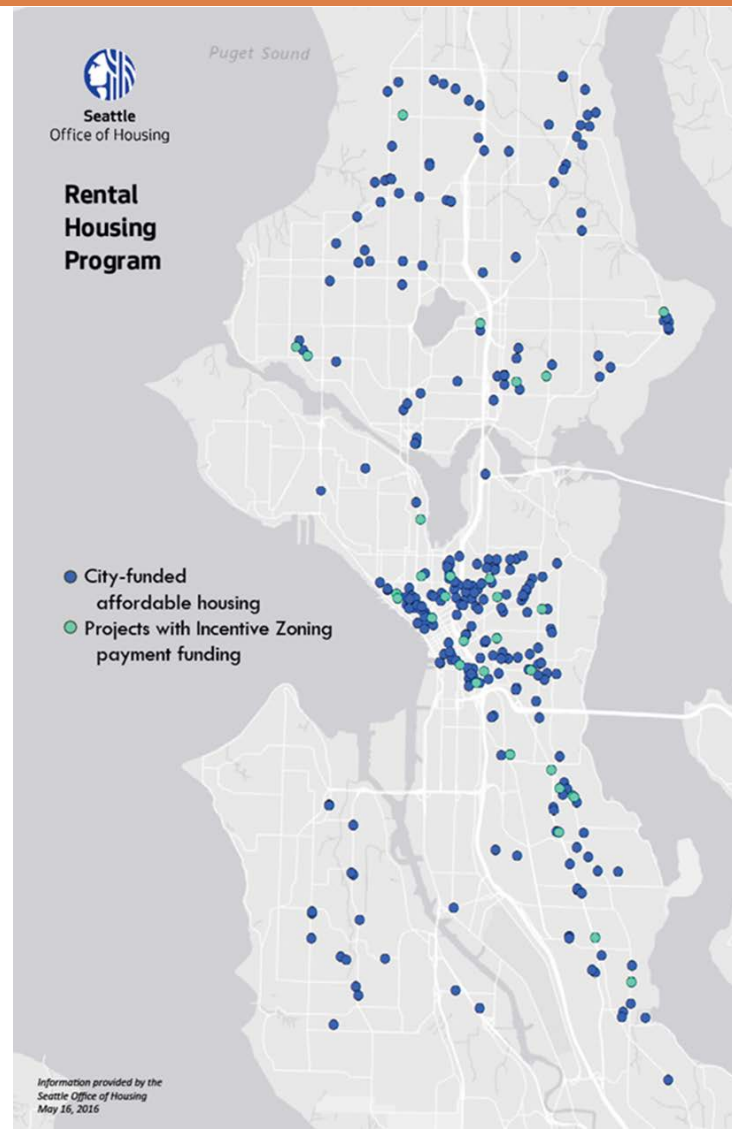 Puget Sound
Seattle
Office of Housing
Rental
Housing
Program
City-funded
affordable housing
Projects with Incentive Zoning
payment funding
Information provided by the
Seattle Office of Housing
May 16, 2016